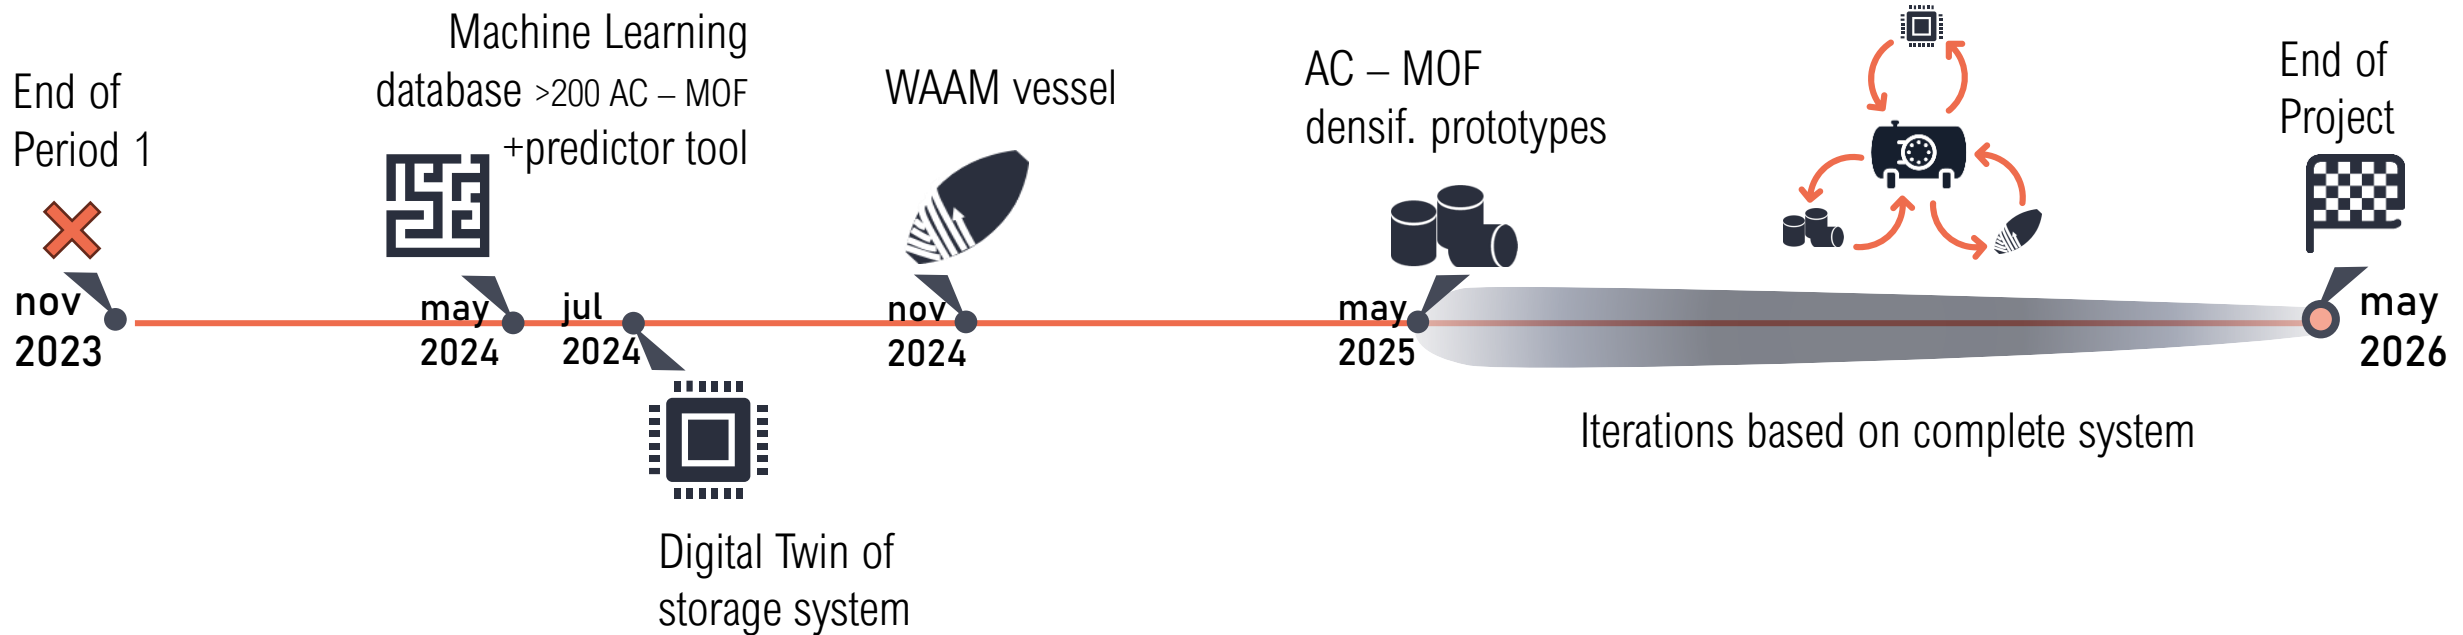 End of
Period 1
nov
2023
Machine Learning
database >200 AC – MOF
+predictor tool
may
2024
jul
2024
Digital Twin of
storage system
WAAM vessel
nov
2024
AC – MOF
densif. prototypes
may
2025
Iterations based on complete system
End of
Project
may
2026